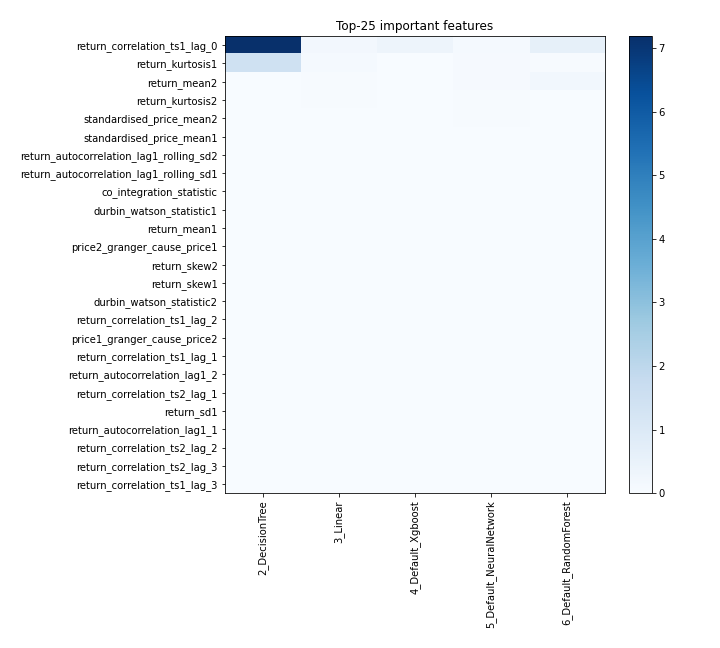 Top-25 important features
return_correlation_ts1_lag_0
return_kurtosis1
return_mean2
return_kurtosis2
standardised_price_mean2
standardised_price_mean1
return_autocorrelation_lag1_rolling_sd2
return_autocorrelation_lag1_rolling_sd1
co_integration_statistic
durbin_watson_statistic1
return_mean1
price2_granger_cause_price1
return_skew2
return_skew1
durbin_watson_statistic2
return_correlation_ts1_lag_2
price1_granger_cause_price2
return_correlation_ts1_lag_1
return_autocorrelation_lag1_2
return_correlation_ts2_lag_1
return_sd1
return_autocorrelation_lag1_1
return_correlation_ts2_lag_2
return_correlation_ts2_lag_3
return_correlation_ts1_lag_3
2_DecisionTree
3_Linear
4_Default_Xgboost
5_Default_NeuralNetwork
6_Default_RandomForest
7
6
5
4
3
2
1
0